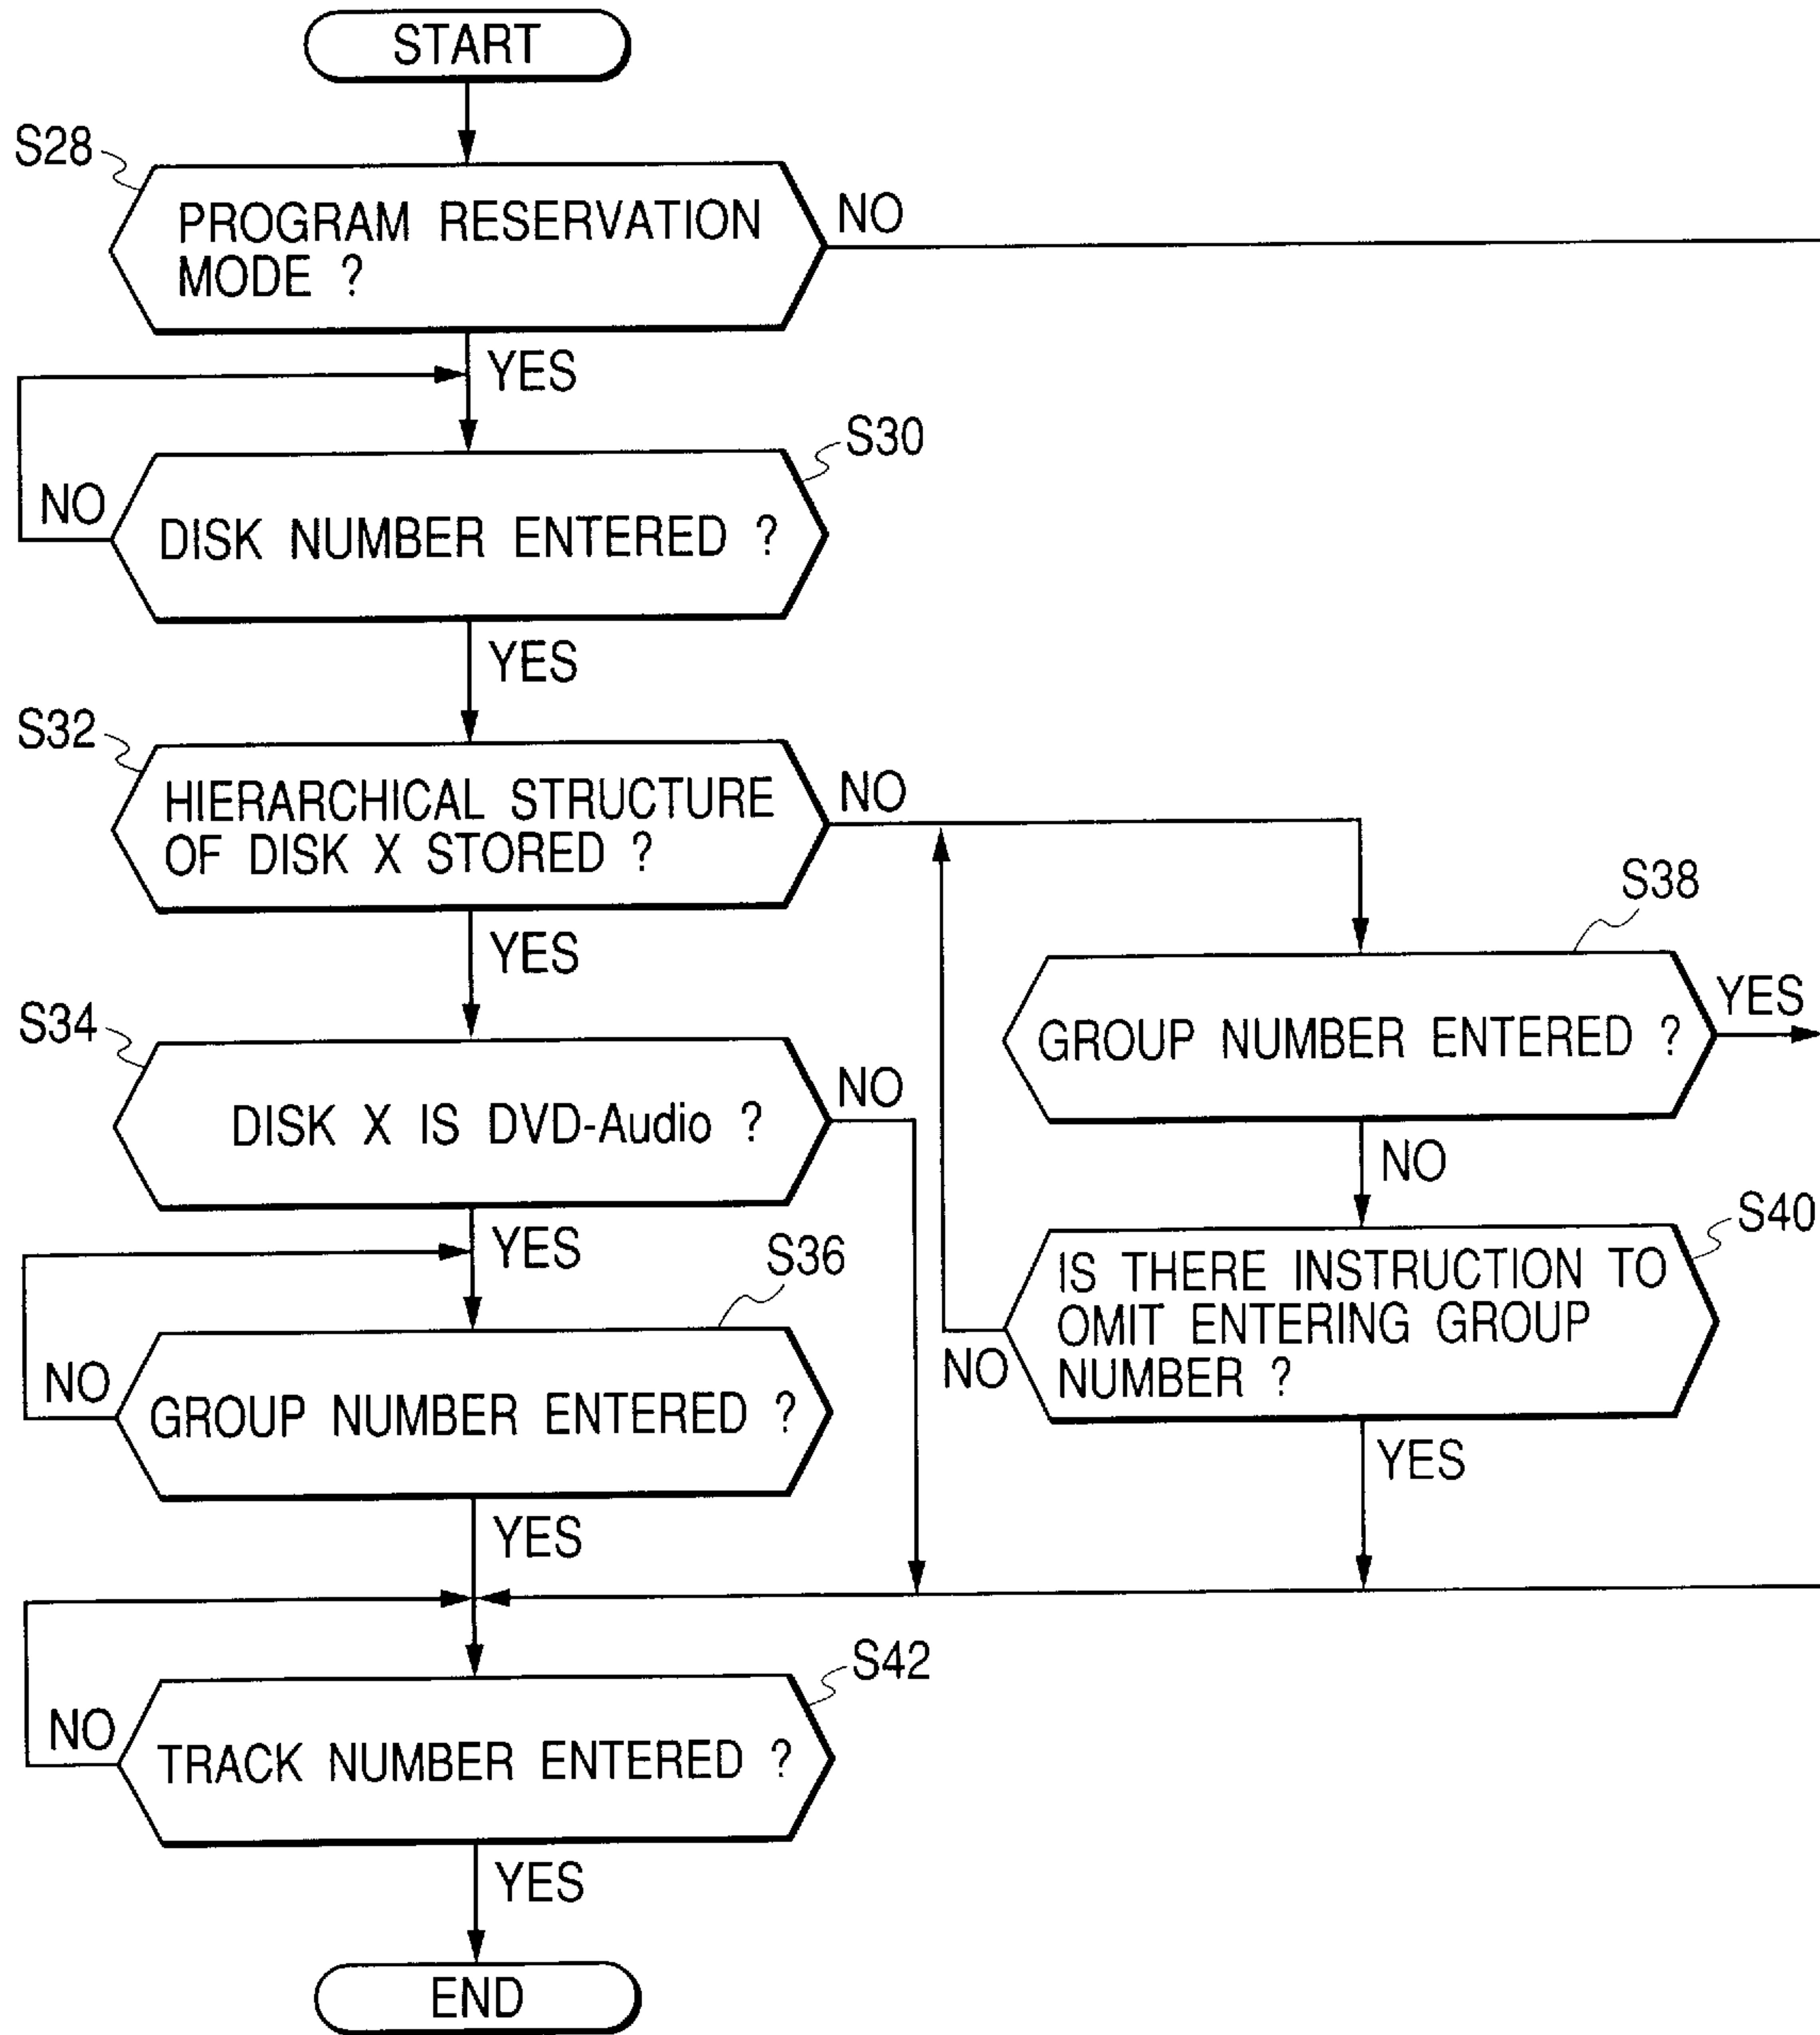 START
S28
PROGRAM RESERVATION
MODE ?
NO
YES
S30
NO
DISK NUMBER ENTERED ?
YES
S32
HIERARCHICAL STRUCTURE
OF DISK X STORED ?
NO
YES
S38
GROUP NUMBER ENTERED ?
YES
NO
S34
DISK X IS DVD-Audio ?
NO
YES
S40
IS THERE INSTRUCTION TO
OMIT ENTERING GROUP
NUMBER ?
NO
YES
S36
NO
GROUP NUMBER ENTERED ?
YES
S42
NO
TRACK NUMBER ENTERED ?
YES
END